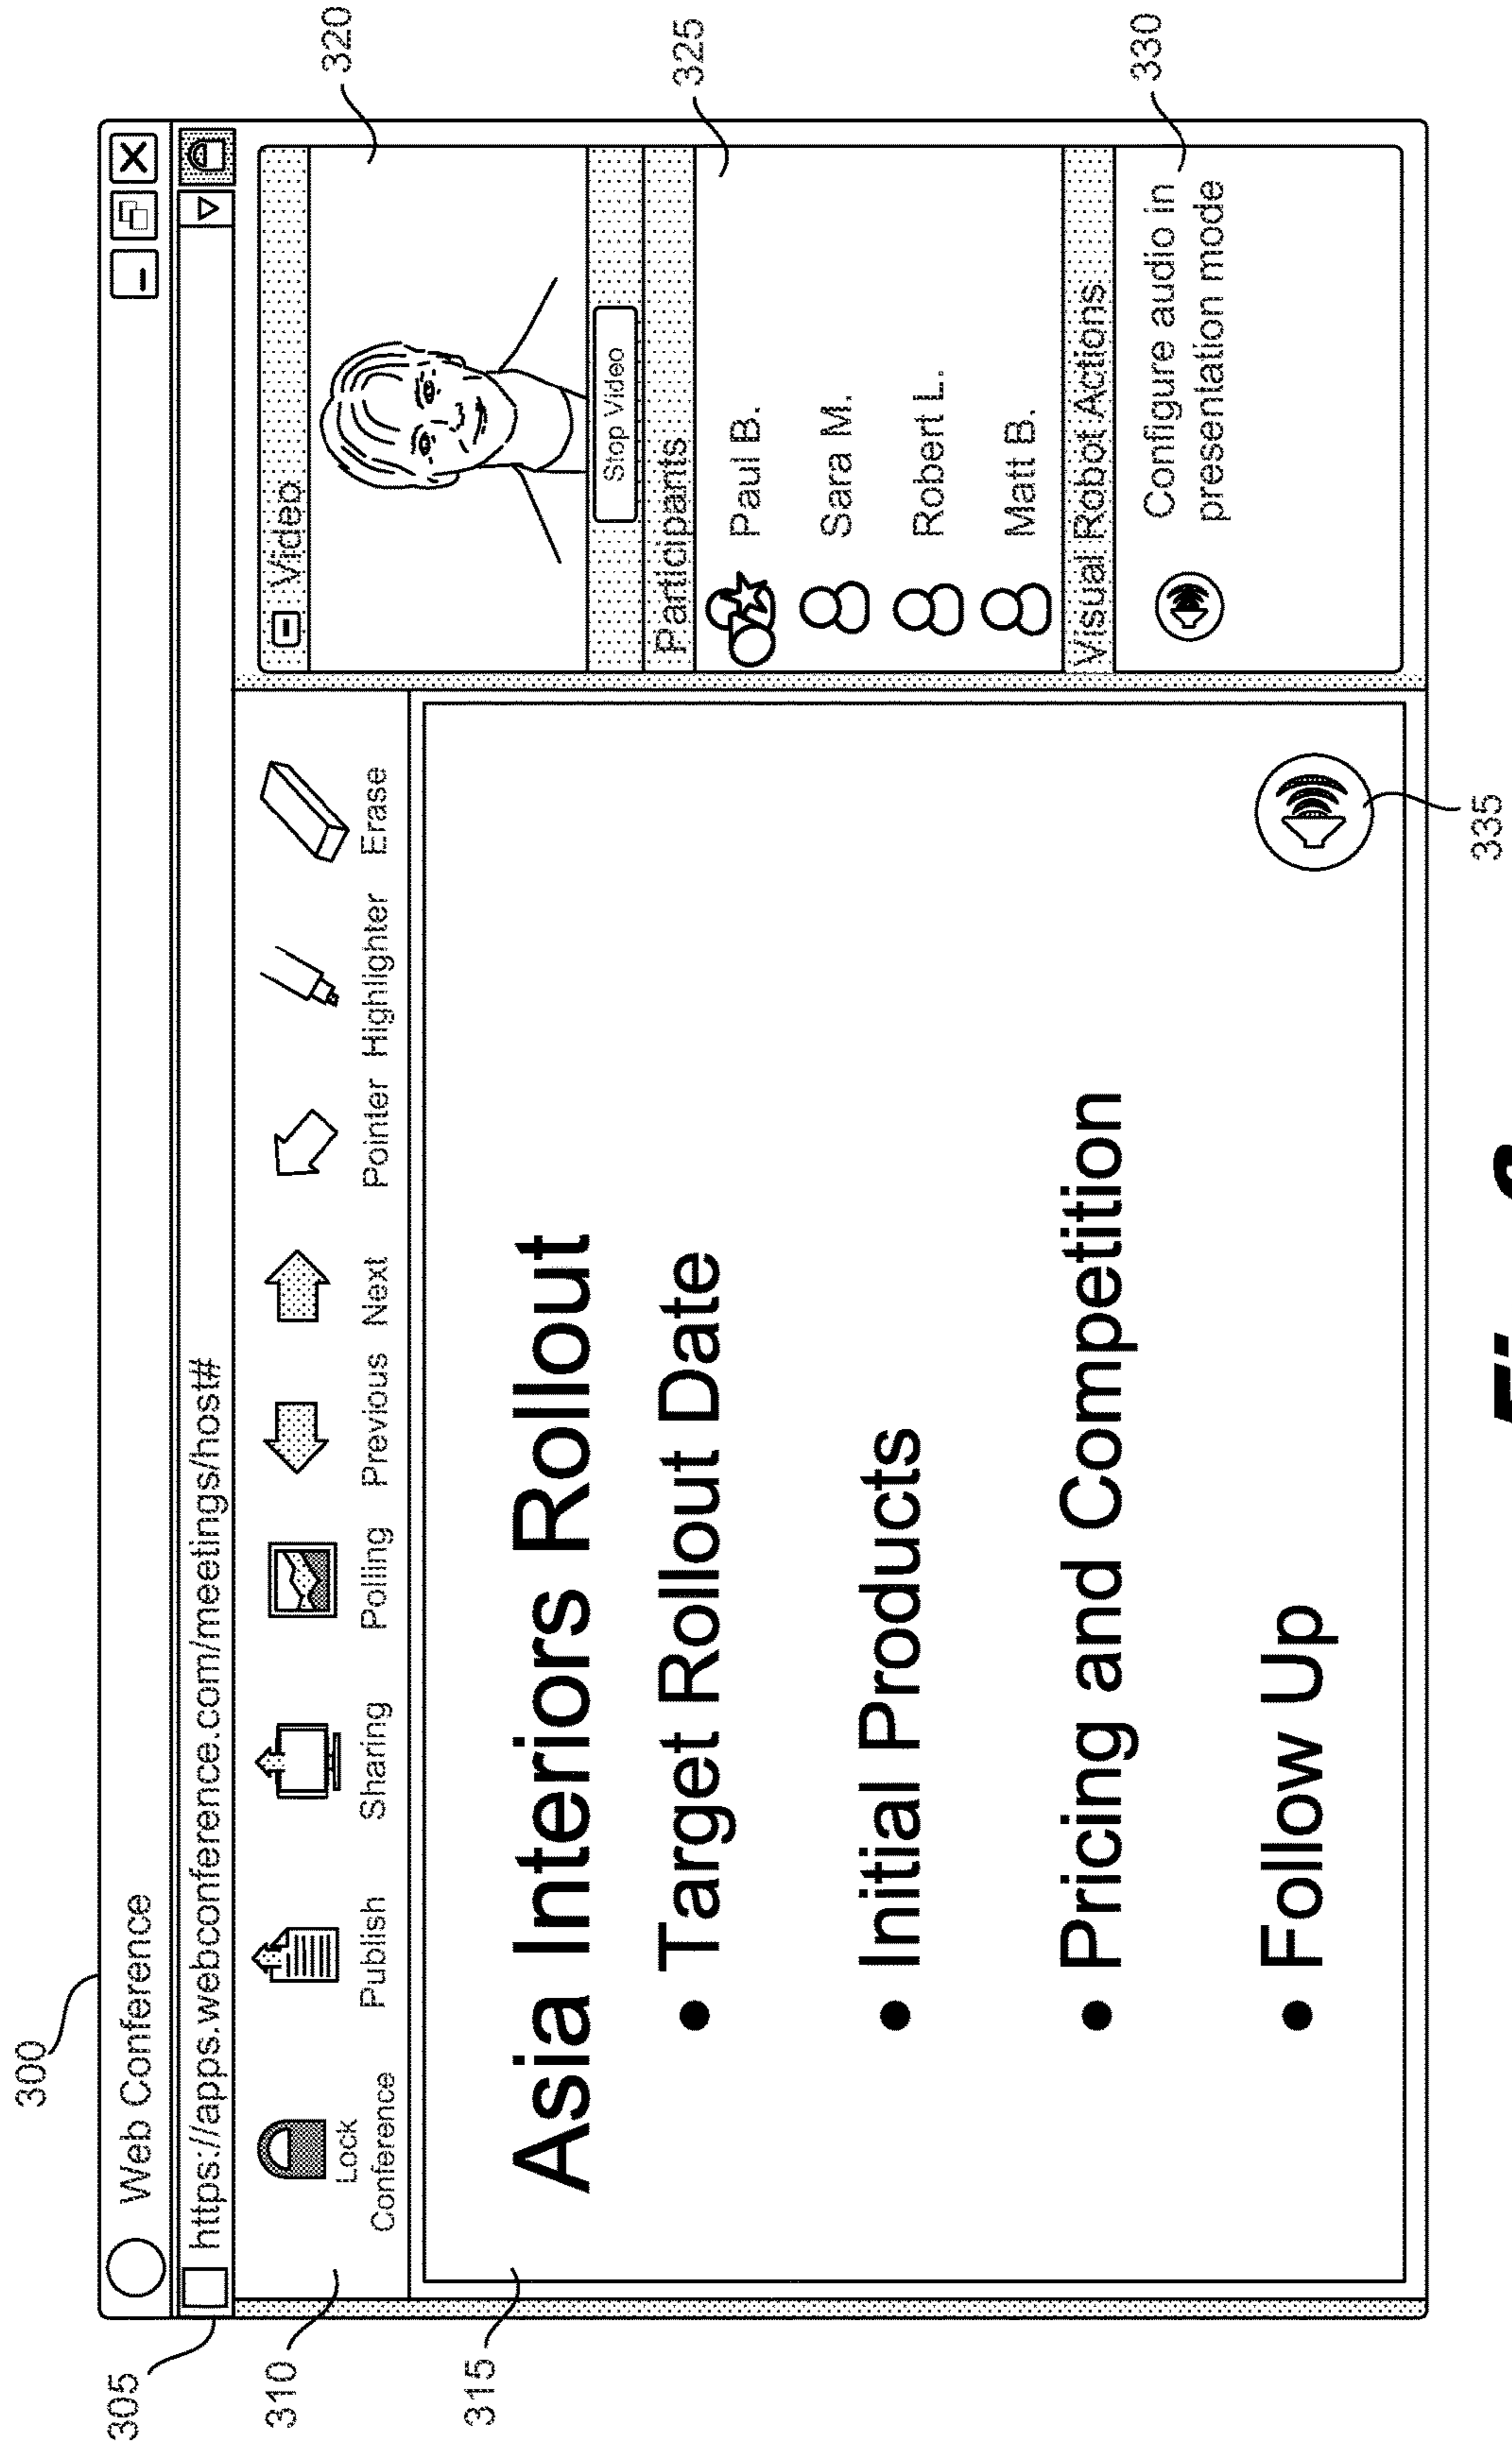 300
305
Web Conference
https://apps.webconference.com/meetings/host#
310
Lock
Conference
Publish
Sharing
Polling
Previous
Next
Pointer
Highlighter
Erase
315
Asia Interiors Rollout
• Target Rollout Date
• Initial Products
• Pricing and Competition
• Follow Up
335
Video
320
Stop Video
Participants
325
Paul B.
Sara M.
Robert L.
Matt B.
Visual Robot Actions
330
Configure audio in
presentation mode